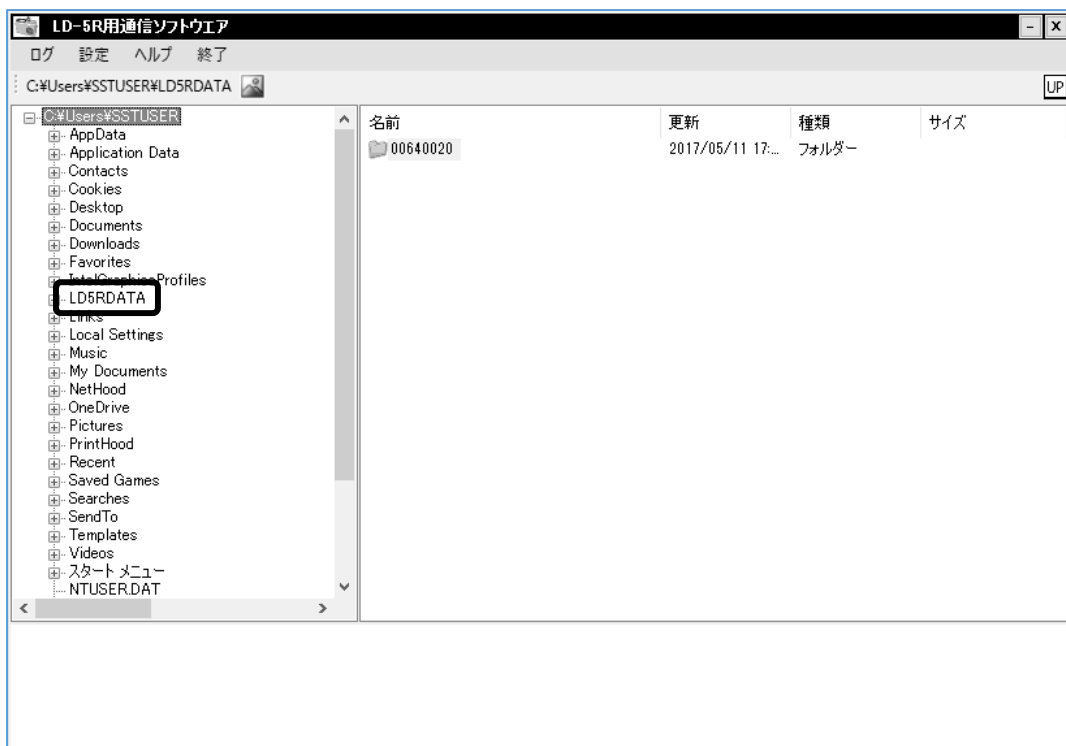 LD-5R用通信ソフトウエア
ログ 設定 ヘルプ 終了
C:¥Users¥SSTUSER¥LD5RDATA
UP
C:¥Users¥SSTUSER
AppData
Application Data
Contacts
Cookies
Desktop
Documents
Downloads
Favorites
IntelGraphicsProfiles
LD5RDATA
Links
Local Settings
Music
My Documents
NetHood
OneDrive
Pictures
PrintHood
Recent
Saved Games
Searches
SendTo
Templates
Videos
スタート メニュー
NTUSER.DAT
名前 更新 種類 サイズ
00640020 2017/05/11 17:... フォルダー